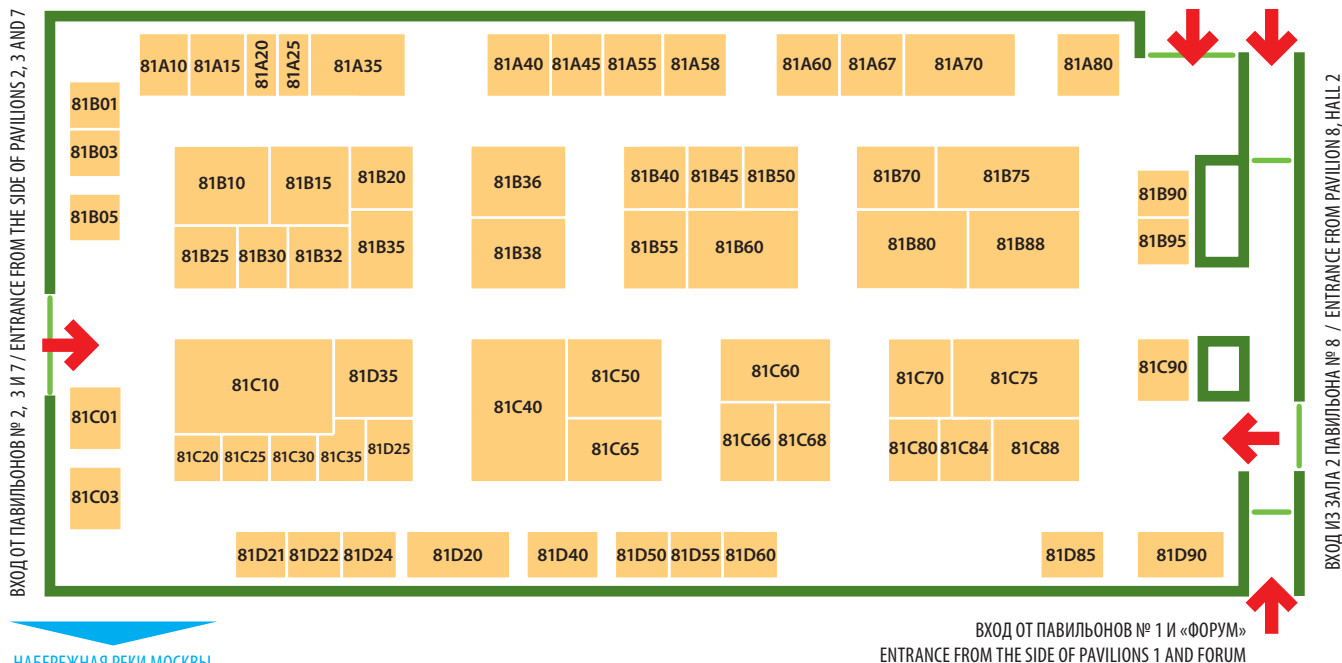 ВХОД ОТ ПАВИЛЬОНОВ № 2, 3 И 7 / ENTRANCE FROM THE SIDE OF PAVILIONS 2, 3 AND 7
81A10 81A15 81A20 81A25 81A35 81A40 81A45 81A55 81A58 81A60 81A67 81A70 81A80
81B01
81B03
81B05
81B10 81B15 81B20 81B36 81B40 81B45 81B50 81B70 81B75 81B90
81B25 81B30 81B32 81B35 81B38 81B55 81B60 81B80 81B88 81B95
81C10 81D35 81C40 81C50 81C60 81C70 81C75 81C90
81C01
81C20 81C25 81C30 81C35 81D25 81C65 81C66 81C68 81C80 81C84 81C88
81C03
81D21 81D22 81D24 81D20 81D40 81D50 81D55 81D60 81D85 81D90
ВХОД ИЗ ЗАЛА 2 ПАВИЛЬОНА № 8 / ENTRANCE FROM PAVILION 8, HALL 2
ВХОД ОТ ПАВИЛЬОНОВ № 1 И «ФОРУМ»
ENTRANCE FROM THE SIDE OF PAVILIONS 1 AND FORUM
НАБЕРЕЖНАЯ РЕКИ МОСКВЫ